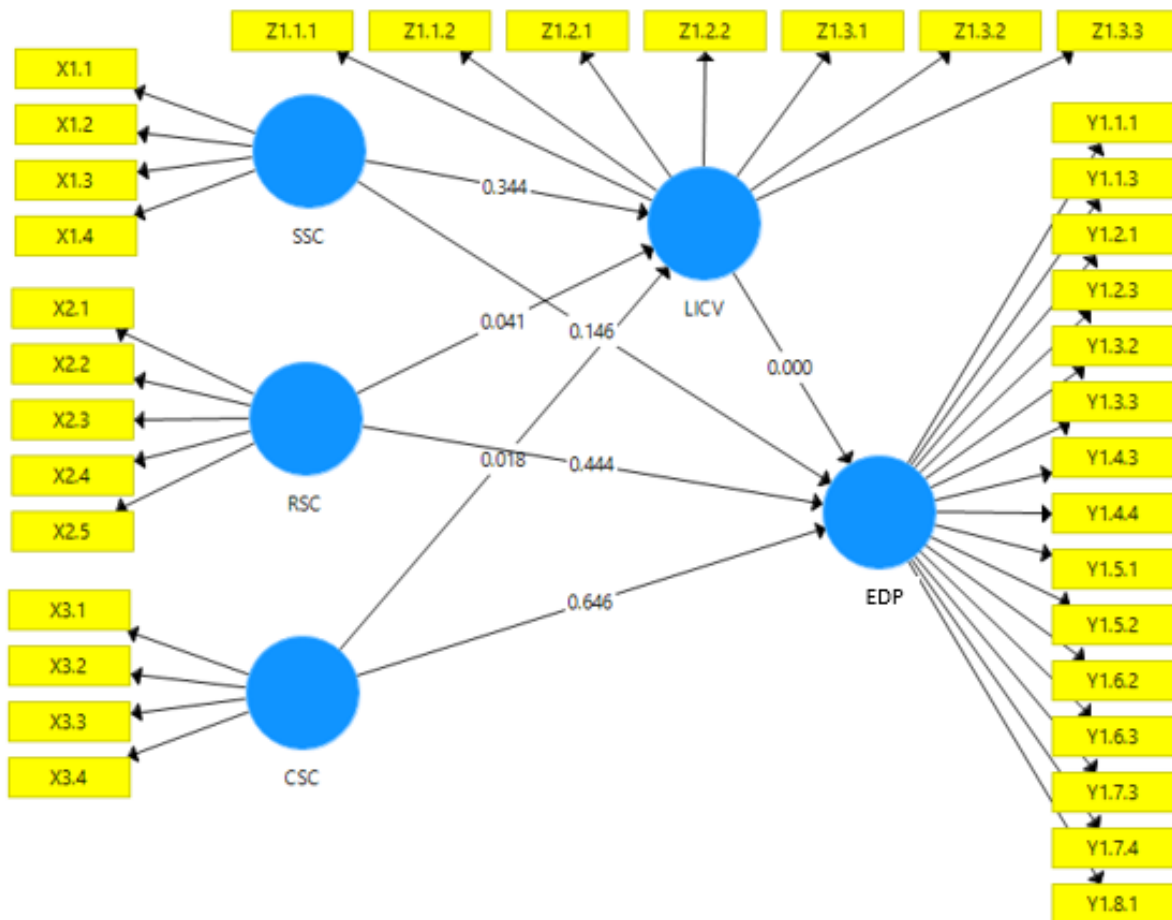 Z1.1.1
Z1.1.2
Z1.2.1
Z1.2.2
Z1.3.1
Z1.3.2
Z1.3.3
X1.1
X1.2
X1.3
X1.4
SSC
0.344
LICV
X2.1
X2.2
X2.3
X2.4
X2.5
RSC
0.041
0.146
0.000
0.018
0.444
X3.1
X3.2
X3.3
X3.4
CSC
0.646
EDP
Y1.1.1
Y1.1.3
Y1.2.1
Y1.2.3
Y1.3.2
Y1.3.3
Y1.4.3
Y1.4.4
Y1.5.1
Y1.5.2
Y1.6.2
Y1.6.3
Y1.7.3
Y1.7.4
Y1.8.1